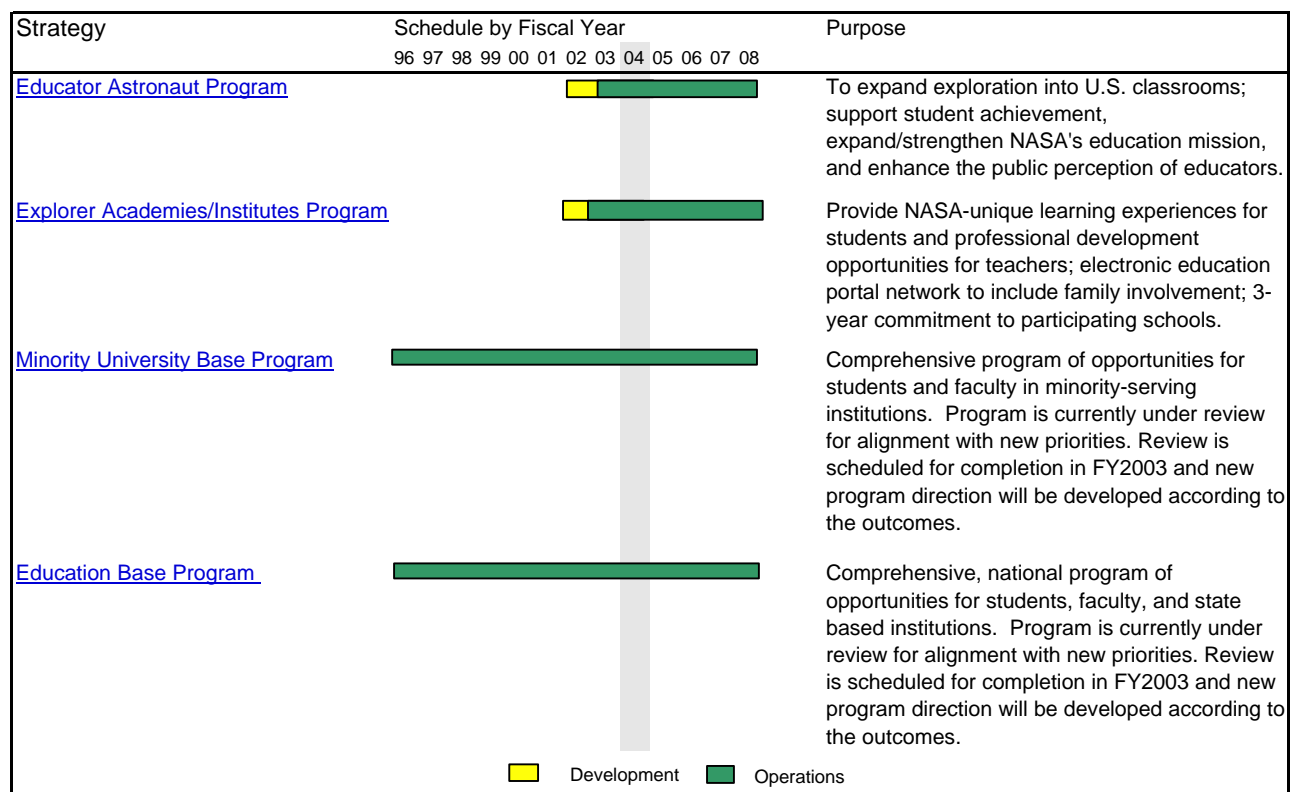 Strategy Schedule by Fiscal Year Purpose
96 97 98 99 00 01 02 03 04 05 06 07 08
Educator Astronaut Program
To expand exploration into U.S. classrooms;
support student achievement,
expand/strengthen NASA's education mission,
and enhance the public perception of educators.
Explorer Academies/Institutes Program
Provide NASA-unique learning experiences for
students and professional development
opportunities for teachers; electronic education
portal network to include family involvement; 3-
year commitment to participating schools.
Minority University Base Program
Comprehensive program of opportunities for
students and faculty in minority-serving
institutions.  Program is currently under review
for alignment with new priorities. Review is
scheduled for completion in FY2003 and new
program direction will be developed according to
the outcomes.
Education Base Program
Comprehensive, national program of
opportunities for students, faculty, and state
based institutions.  Program is currently under
review for alignment with new priorities. Review
is scheduled for completion in FY2003 and new
program direction will be developed according to
the outcomes.
Development Operations